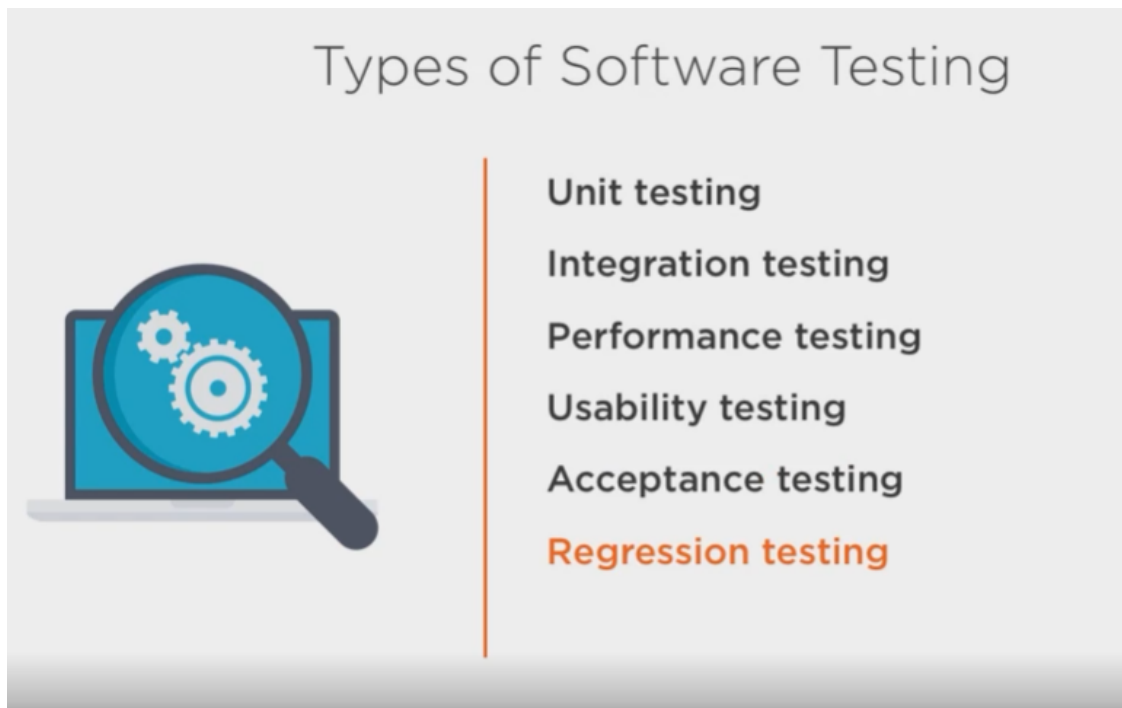 Types of Software Testing
Unit testing
Integration testing
Performance testing
Usability testing
Acceptance testing
Regression testing